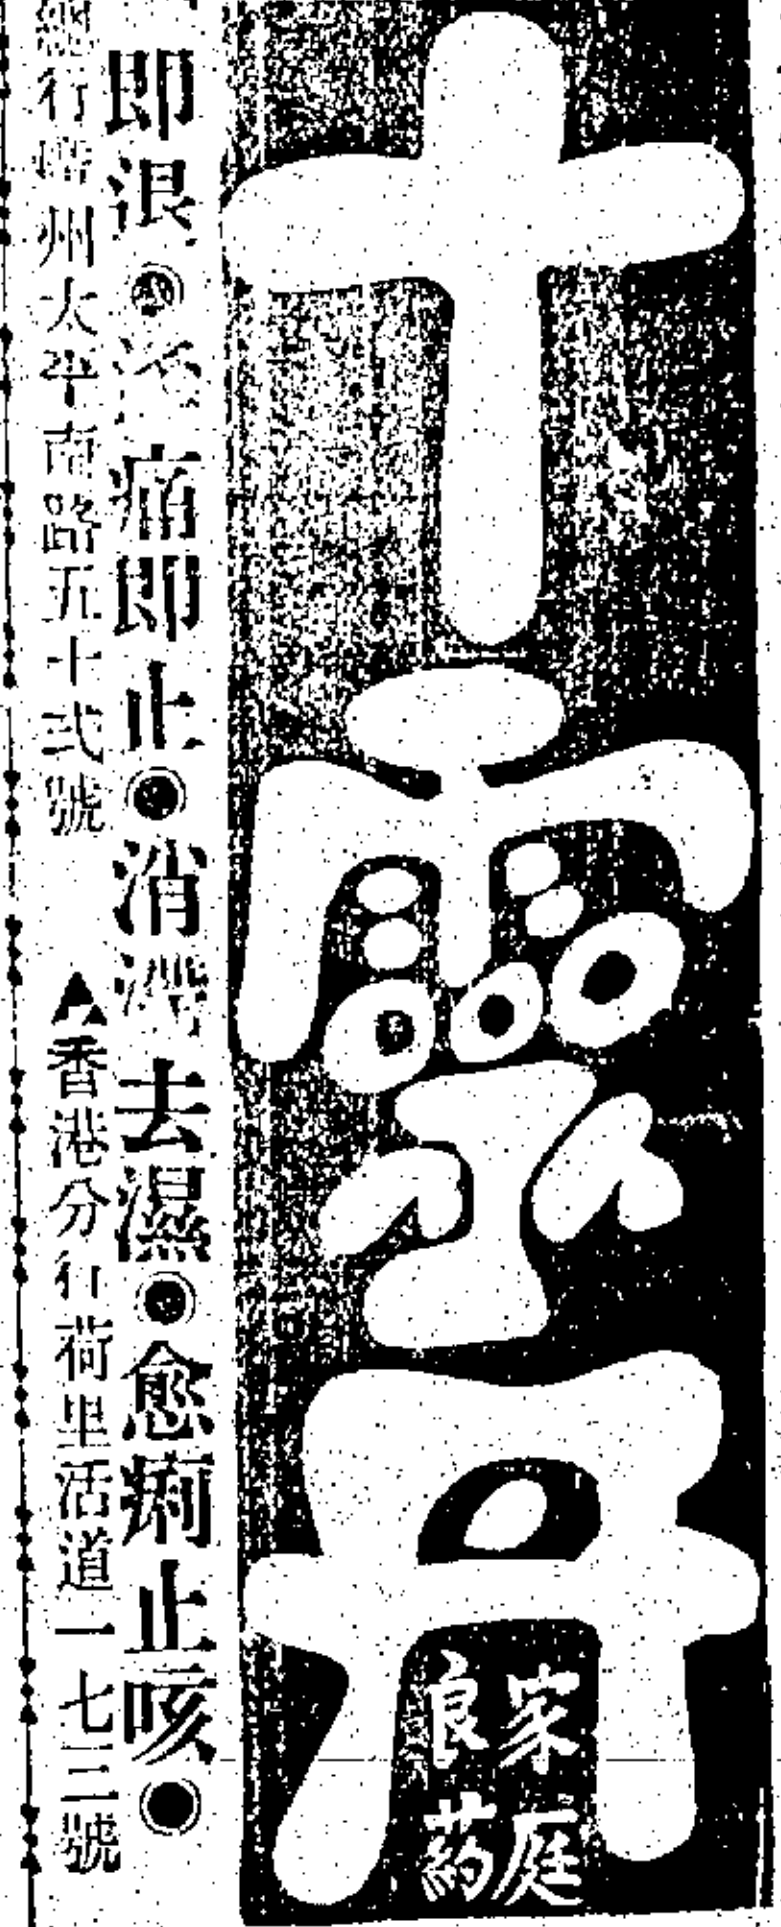 十靈丹
家庭
良葯
即退◉痛即止◉消滯去濕◉愈痢止咳◉
總行廣州太平南路五十弍號 ▲香港分行荷里活道一七三號